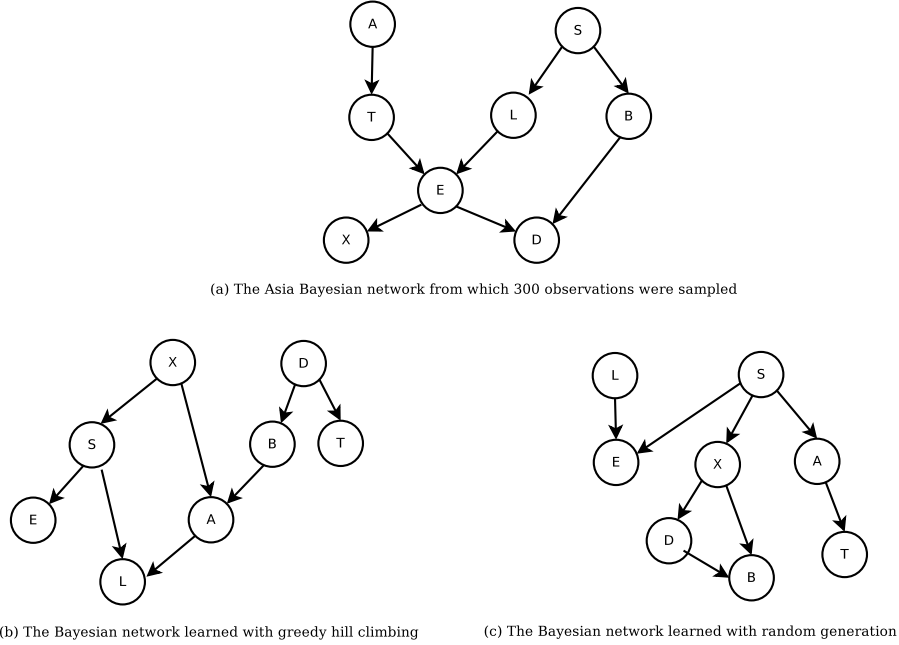 A
S
T
L
B
E
X
D
(a) The Asia Bayesian network from which 300 observations were sampled
X
D
S
B
T
E
A
L
(b) The Bayesian network learned with greedy hill climbing
L
S
E
X
A
D
T
B
(c) The Bayesian network learned with random generation